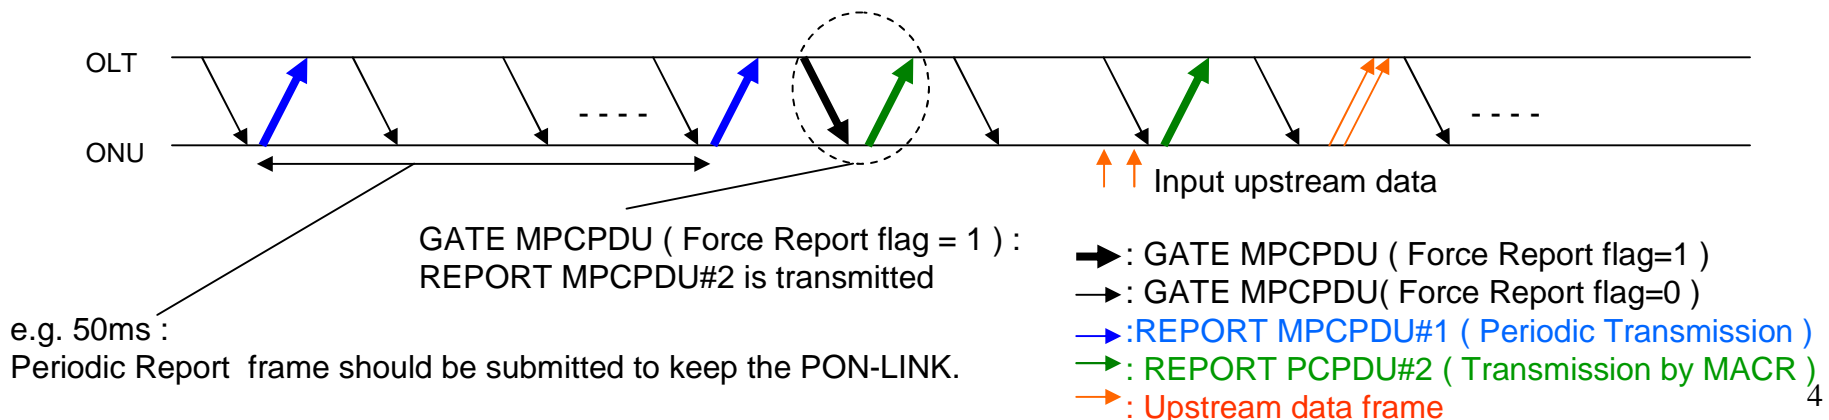 OLT
- - - -
- - - -
ONU
Input upstream data
GATE MPCPDU ( Force Report flag = 1 ) :
REPORT MPCPDU#2 is transmitted
e.g. 50ms :
Periodic Report frame should be submitted to keep the PON-LINK.
: GATE MPCPDU ( Force Report flag=1 )
: GATE MPCPDU( Force Report flag=0 )
:REPORT MPCPDU#1 ( Periodic Transmission )
: REPORT PCPDU#2 ( Transmission by MACR )
: Upstream data frame
4